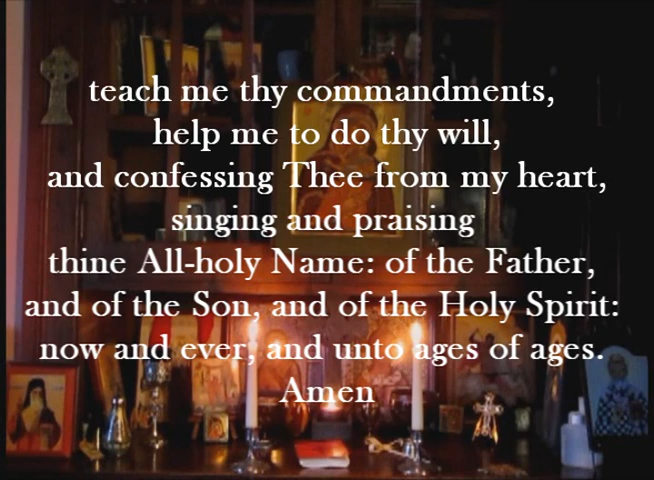 teach me thy commandments,
help me to do thy will,
and confessing Thee from my heart,
singing and praising
thine All-holy Name: of the Father,
and of the Son, and of the Holy Spirit:
now and ever, and unto ages of ages.
Amen